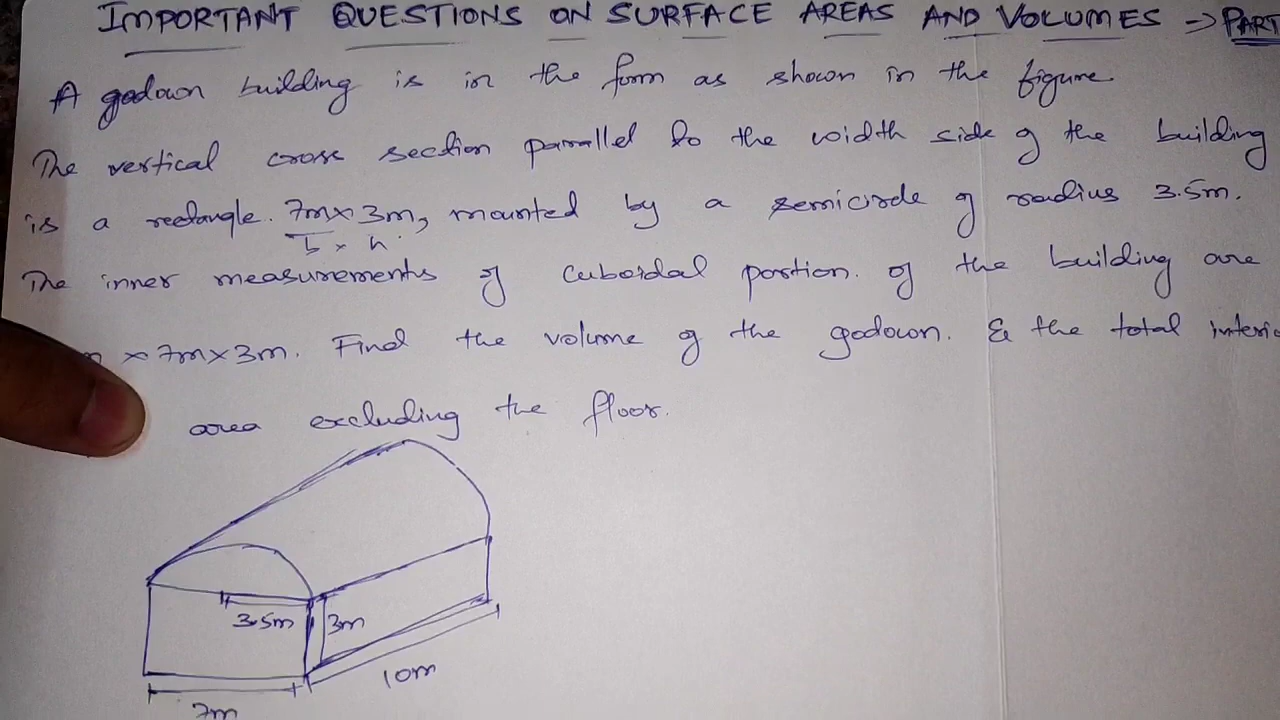 IMPORTANT QUESTIONS ON SURFACE AREAS AND VOLUMES → PART
A godown building is in the form as shown in the figure
The vertical cross section parallel to the width side of the building
is a rectangle. 7m × 3m, mounted by a semicircle of radius 3.5m.
b × h
The inner measurements of cuboidal portion. of the building are
× 7m × 3m. Find the volume of the godown. & the total
area excluding the floor.
3.5m
3m
10m
7m